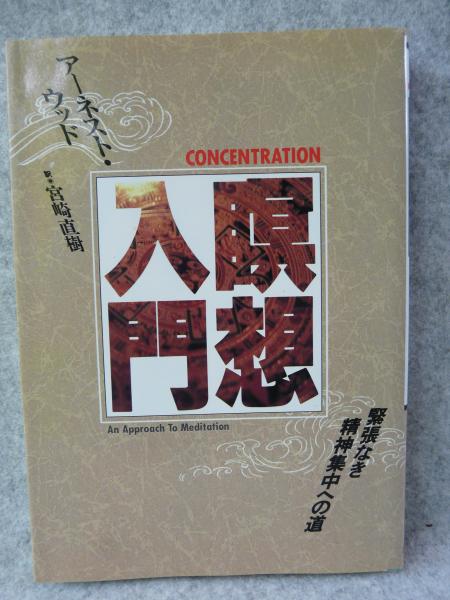 アーネスト・
ウッド
訳=宮崎直樹
CONCENTRATION
瞑想
入門
An Approach To Meditation
緊張なき
精神集中への道